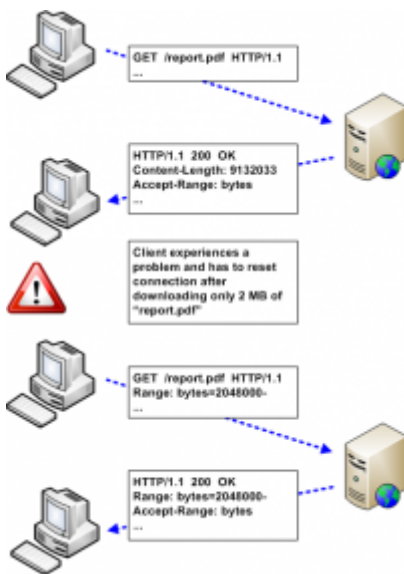 GET /report.pdf HTTP/1.1
...
HTTP/1.1 200 OK
Content-Length: 9132033
Accept-Range: bytes
...
Client experiences a
problem and has to reset
connection after
downloading only 2 MB of
"report.pdf"
GET /report.pdf HTTP/1.1
Range: bytes=2048000-
...
HTTP/1.1 200 OK
Range: bytes=2048000-
Accept-Range: bytes
...